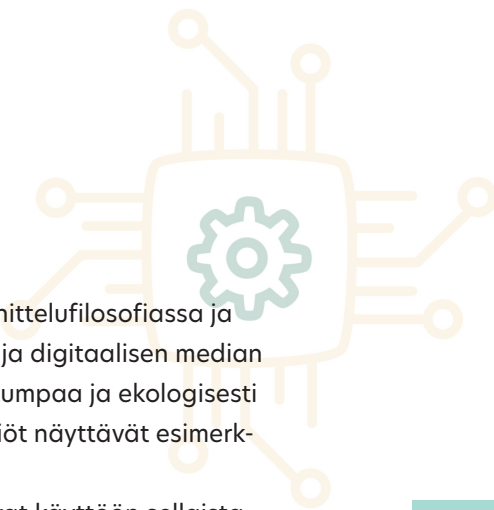 nittelufilosofiassa ja
ja digitaalisen median
umpaa ja ekologisesti
iöt näyttävät esimerk-